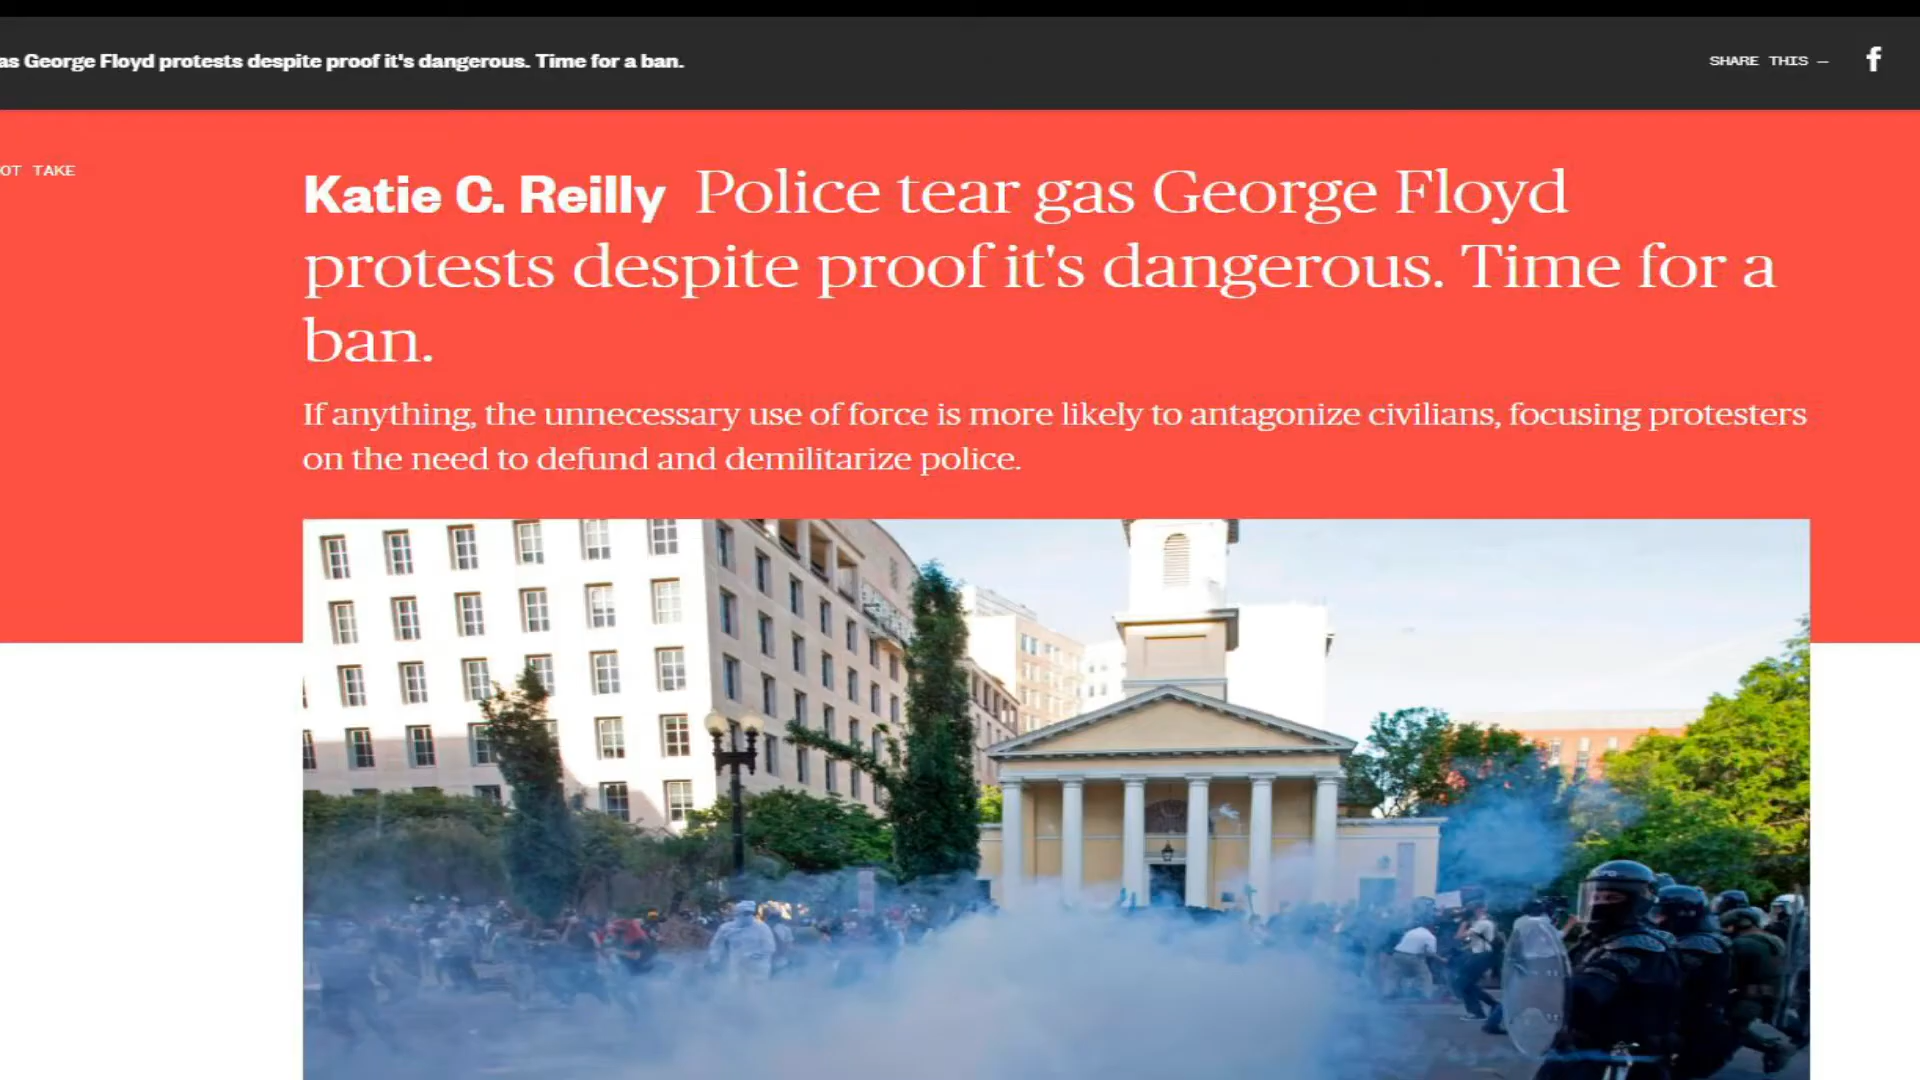 as George Floyd protests despite proof it's dangerous. Time for a ban.
SHARE THIS —
OT TAKE
Katie C. Reilly Police tear gas George Floyd
protests despite proof it's dangerous. Time for a
ban.
If anything, the unnecessary use of force is more likely to antagonize civilians, focusing protesters
on the need to defund and demilitarize police.